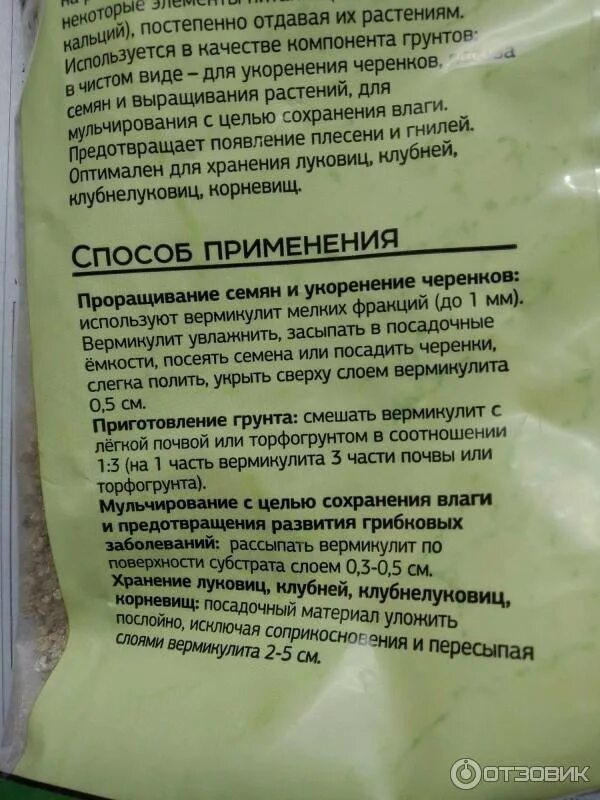 некоторые элементы
кальций), постепенно отдавая их растениям.
Используется в качестве компонента грунтов:
в чистом виде – для укоренения черенков,
семян и выращивания растений, для
мульчирования с целью сохранения влаги.
Предотвращает появление плесени и гнилей.
Оптимален для хранения луковиц, клубней,
клубнелуковиц, корневищ.
СПОСОБ ПРИМЕНЕНИЯ
Проращивание семян и укоренение черенков:
используют вермикулит мелких фракций (до 1 мм).
Вермикулит увлажнить, засыпать в посадочные
ёмкости, посеять семена или посадить черенки,
слегка полить, укрыть сверху слоем вермикулита
0,5 см.
Приготовление грунта: смешать вермикулит с
лёгкой почвой или торфогрунтом в соотношении
1:3 (на 1 часть вермикулита 3 части почвы или
торфогрунта).
Мульчирование с целью сохранения влаги
и предотвращения развития грибковых
заболеваний: рассыпать вермикулит по
поверхности субстрата слоем 0,3-0,5 см.
Хранение луковиц, клубней, клубнелуковиц,
корневищ: посадочный материал уложить
послойно, исключая соприкосновения и пересыпая
слоями вермикулита 2-5 см.
ОТЗОВИК